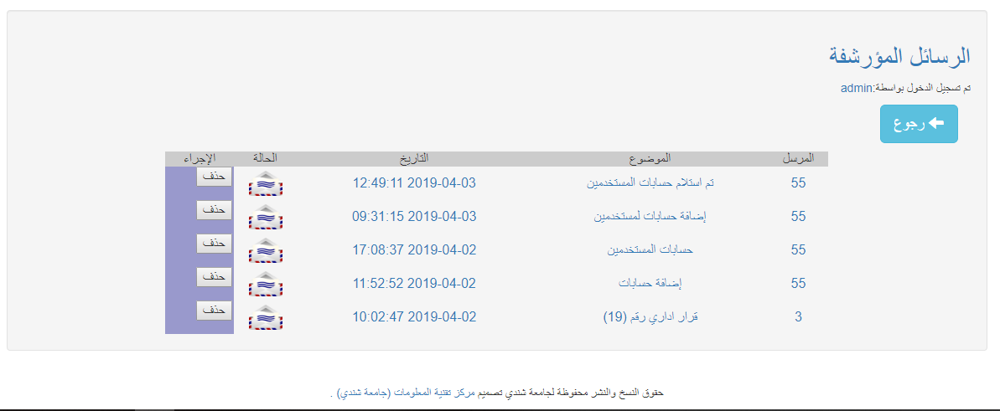 الرسائل المؤرشفة
تم تسجيل الدخول بواسطة:admin
رجوع
المرسل الموضوع التاريخ الحالة الإجراء
55 تم استلام حسابات المستخدمين 2019-04-03 12:49:11 حذف
55 إضافة حسابات لمستخدمين 2019-04-03 09:31:15 حذف
55 حسابات المستخدمين 2019-04-02 17:08:37 حذف
55 إضافة حسابات 2019-04-02 11:52:52 حذف
3 قرار اداري رقم (19) 2019-04-02 10:02:47 حذف
حقوق النسخ والنشر محفوظة لجامعة شندي تصميم مركز تقنية المعلومات (جامعة شندي) .